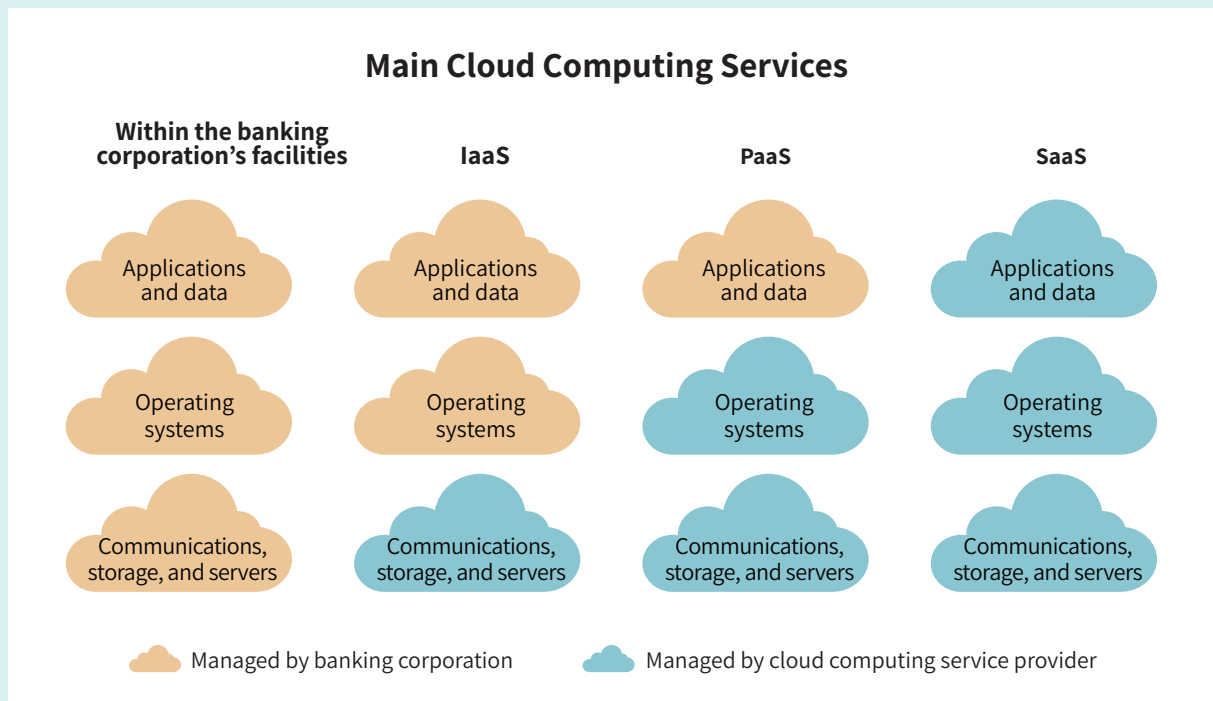 Main Cloud Computing Services
Within the banking
corporation's facilities
IaaS
PaaS
SaaS
Applications
and data
Applications
and data
Applications
and data
Applications
and data
Operating
systems
Operating
systems
Operating
systems
Operating
systems
Communications,
storage, and servers
Communications,
storage, and servers
Communications,
storage, and servers
Communications,
storage, and servers
Managed by banking corporation
Managed by cloud computing service provider